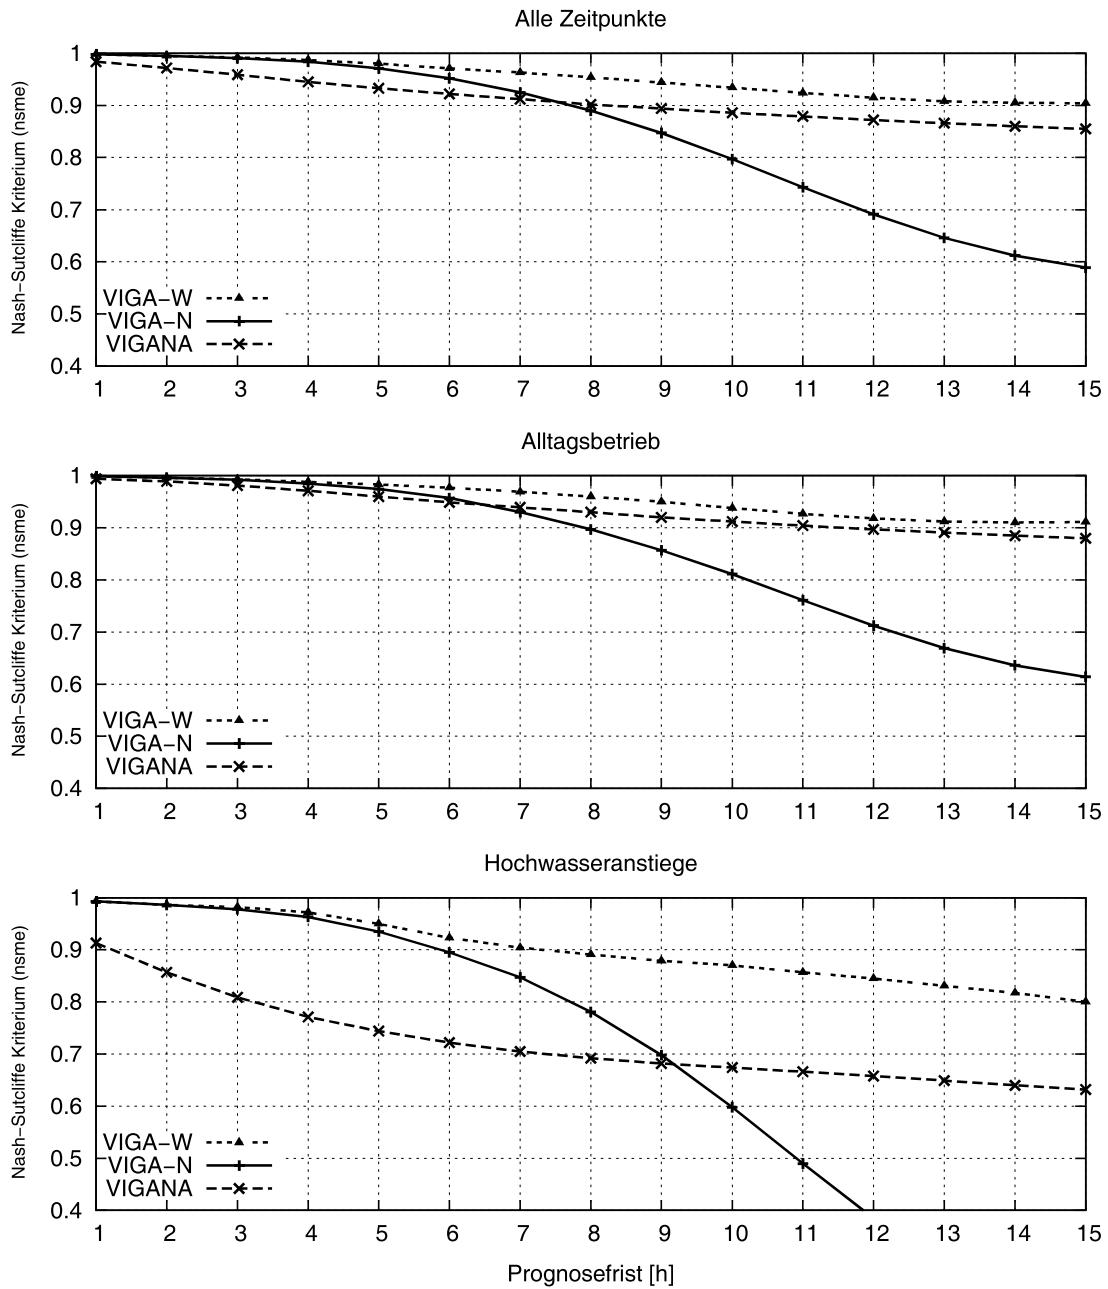 Alle Zeitpunkte
Nash−Sutcliffe Kriterium (nsme)
1
0.9
0.8
0.7
0.6
0.5
0.4
VIGA−W
VIGA−N
VIGANA
1 2 3 4 5 6 7 8 9 10 11 12 13 14 15
Alltagsbetrieb
Nash−Sutcliffe Kriterium (nsme)
1
0.9
0.8
0.7
0.6
0.5
0.4
VIGA−W
VIGA−N
VIGANA
1 2 3 4 5 6 7 8 9 10 11 12 13 14 15
Hochwasseranstiege
Nash−Sutcliffe Kriterium (nsme)
1
0.9
0.8
0.7
0.6
0.5
0.4
VIGA−W
VIGA−N
VIGANA
1 2 3 4 5 6 7 8 9 10 11 12 13 14 15
Prognosefrist [h]